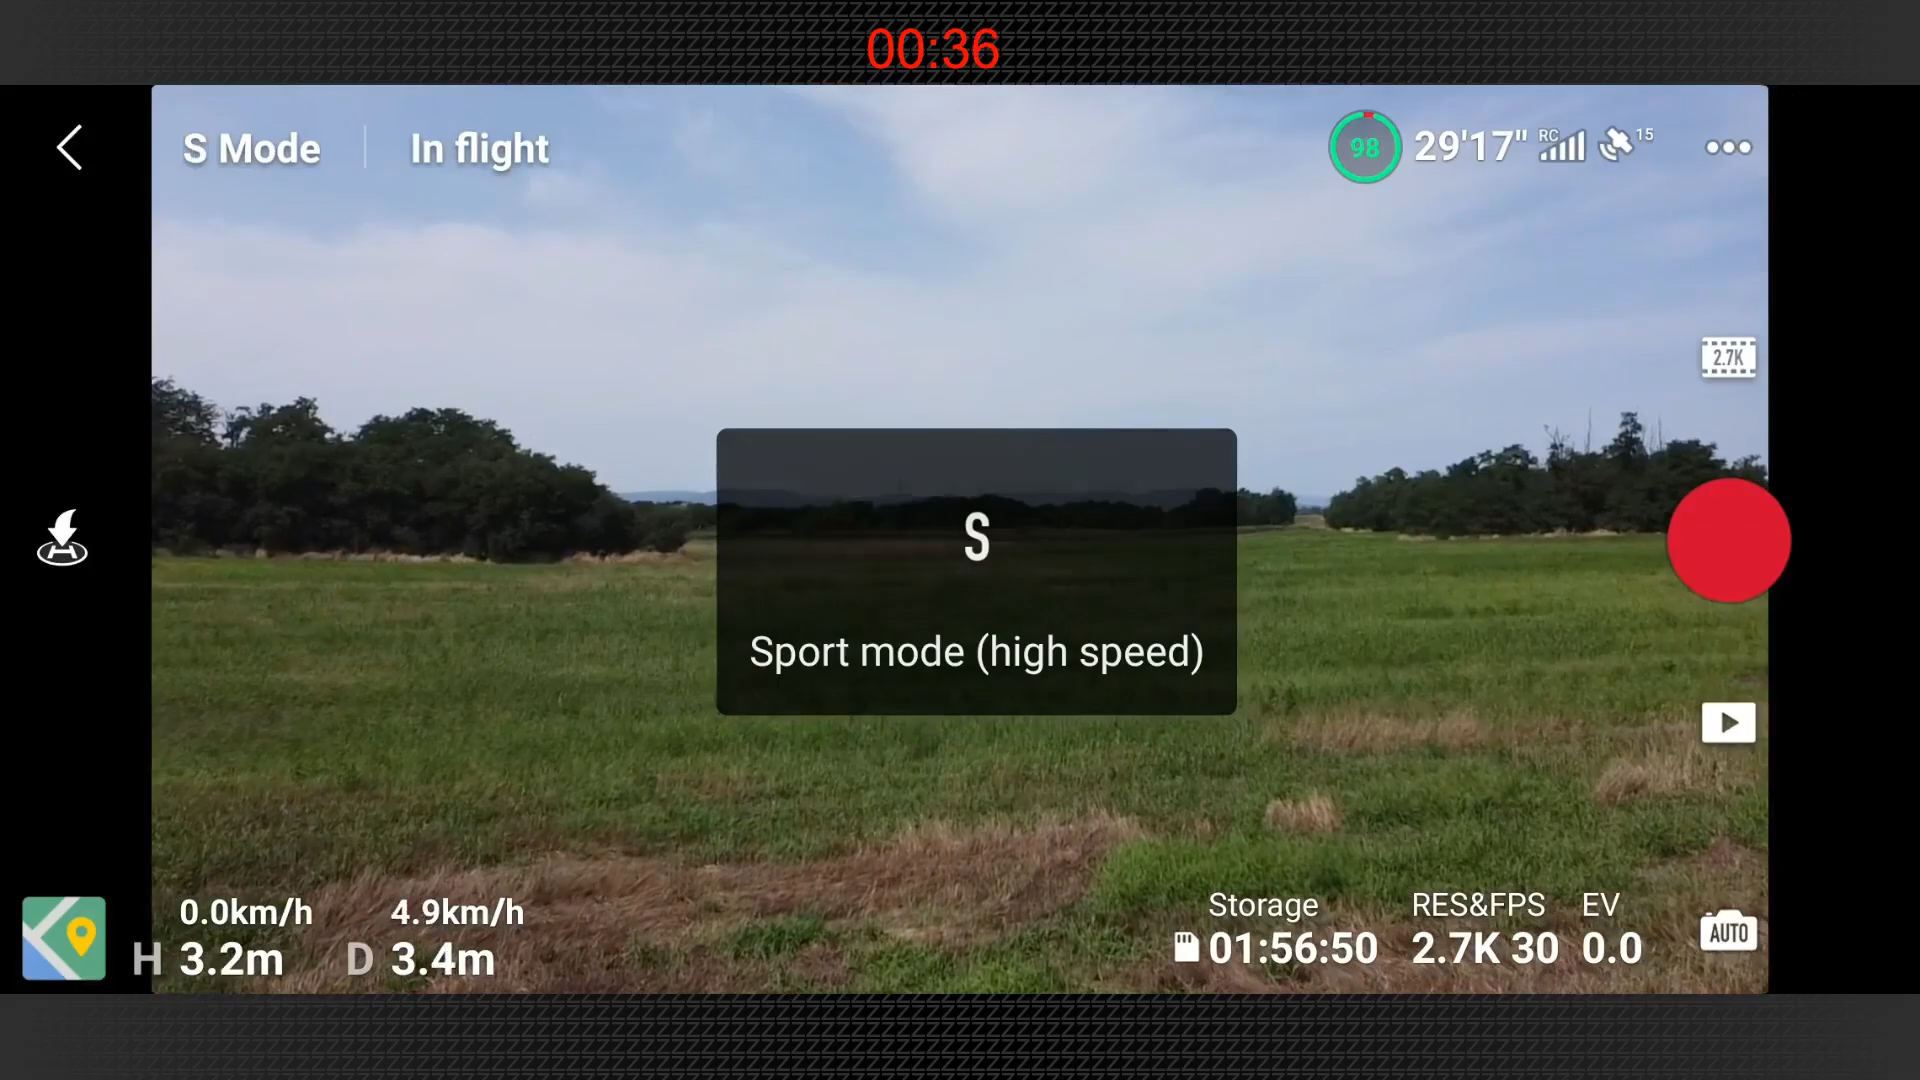 00:36
S Mode
In flight
98
29'17"
RC
15
2.7K
S
Sport mode (high speed)
0.0km/h
4.9km/h
H 3.2m
D 3.4m
Storage
RES&FPS
EV
01:56:50
2.7K 30
0.0
AUTO